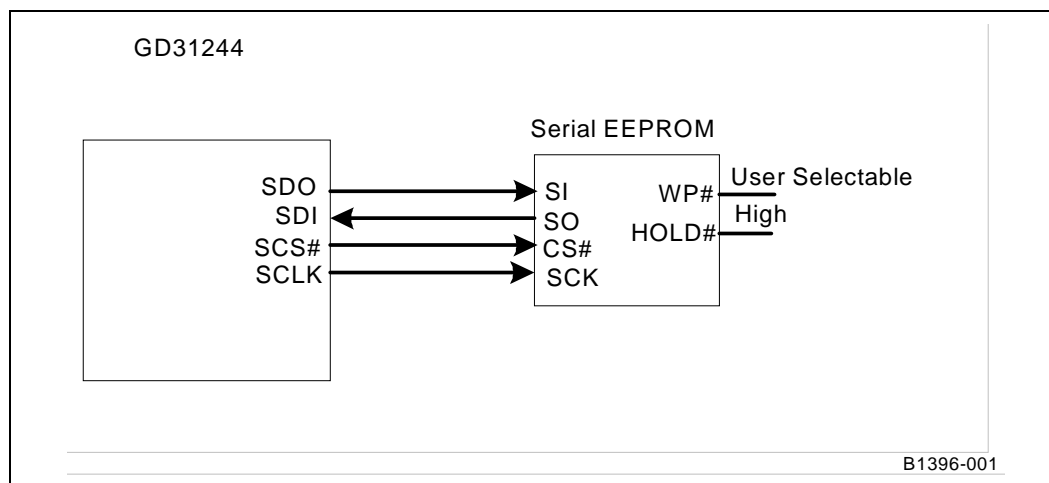 GD31244
Serial EEPROM
SDO
SDI
SCS#
SCLK
SI
SO
CS#
SCK
WP#
HOLD#
User Selectable
High
B1396-001